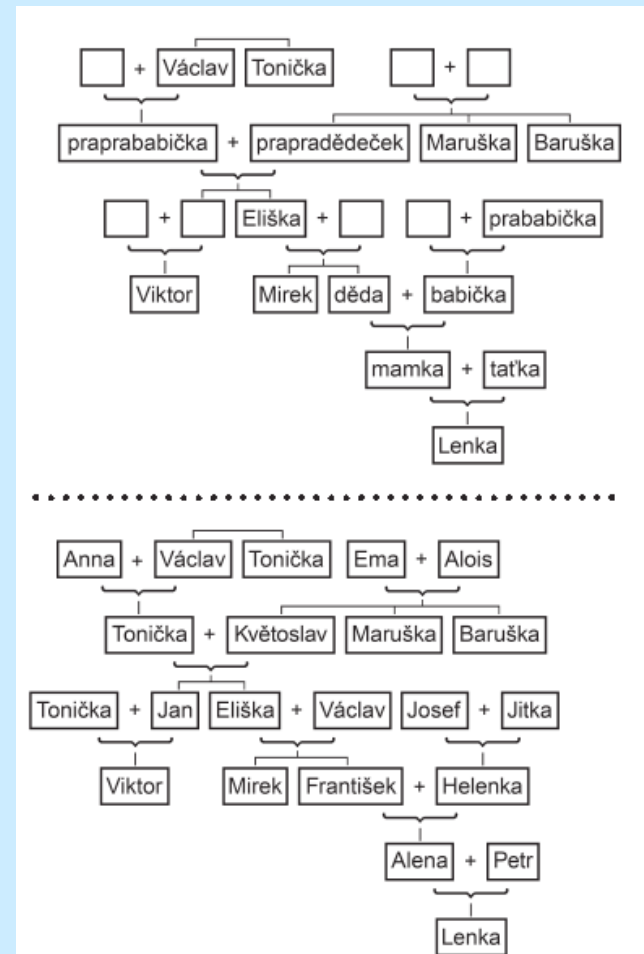 + Václav Tonička +
praprababička + prapradědeček Maruška Baruška
+ Eliška + + prababička
Viktor Mirek děda + babička
mamka + taťka
Lenka
Anna + Václav Tonička Ema + Alois
Tonička + Květoslav Maruška Baruška
Tonička + Jan Eliška + Václav Josef + Jitka
Viktor Mirek František + Helenka
Alena + Petr
Lenka